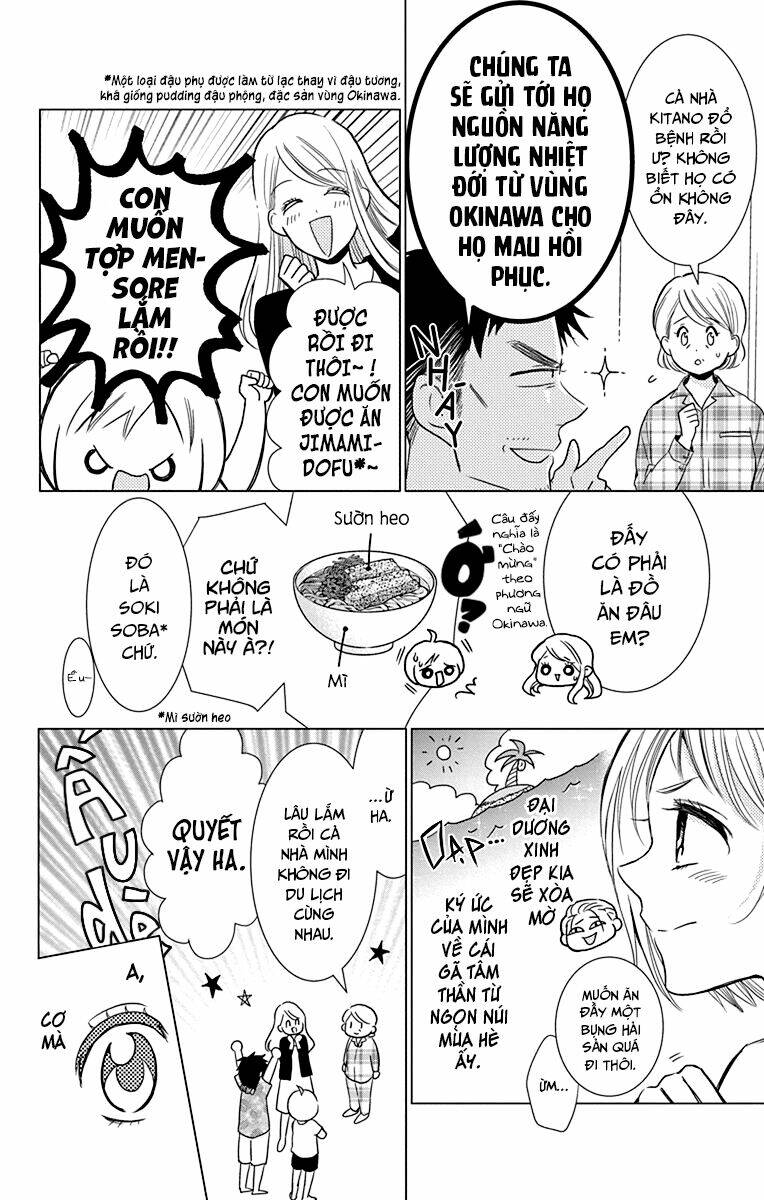 CẢ NHÀ
KITANO ĐỔ
BỆNH RỒI
Ư? KHÔNG
BIẾT HỌ CÓ
ỔN KHÔNG
ĐÂY.
CHÚNG TA
SẼ GỬI TỚI HỌ
NGUỒN NĂNG
LƯỢNG NHIỆT
ĐỚI TỪ VÙNG
OKINAWA CHO
HỌ MAU HỒI
PHỤC.
NHÁY
*Một loại đậu phụ được làm từ lạc thay vì đậu tương,
khá giống pudding đậu phộng, đặc sản vùng Okinawa.
ĐƯỢC
RỒI ĐI
THÔI~!
CON MUỐN
ĐƯỢC ĂN
JIMAMI-
DOFU*~
CON
MUỐN
TỢP MEN-
SORE
LẮM
RỒI!!
ĐẤY
CÓ PHẢI
LÀ ĐỒ
ĂN ĐÂU
EM?
Câu đấy
nghĩa là
"Chào
mừng"
theo
phương
ngữ
Okinawa.
Ơ?
Sườn heo
Mì
CHỨ
KHÔNG
PHẢI LÀ
MÓN
NÀY À?!
ĐÓ
LÀ
SOKI
SOBA*
CHỨ.
Ểu~
*Mì sườn heo
ĐẠI
DƯƠNG
XINH
ĐẸP KIA
SẼ XÓA
MỜ
DẠP...
KÝ ỨC
CỦA MÌNH
VỀ CÁI
GÃ TÂM
THẦN TỪ
NGỌN NÚI
MÙA HÈ
ẤY.
MUỐN ĂN
ĐẦY MỘT
BỤNG HẢI
SẢN QUÁ
ĐI THÔI.
ỪM...
...Ừ
HA.
LÂU LẮM
RỒI CẢ
NHÀ MÌNH
KHÔNG ĐI
DU LỊCH
CÙNG
NHAU.
QUYẾT
VẬY HA.
A,
CƠ
MÀ